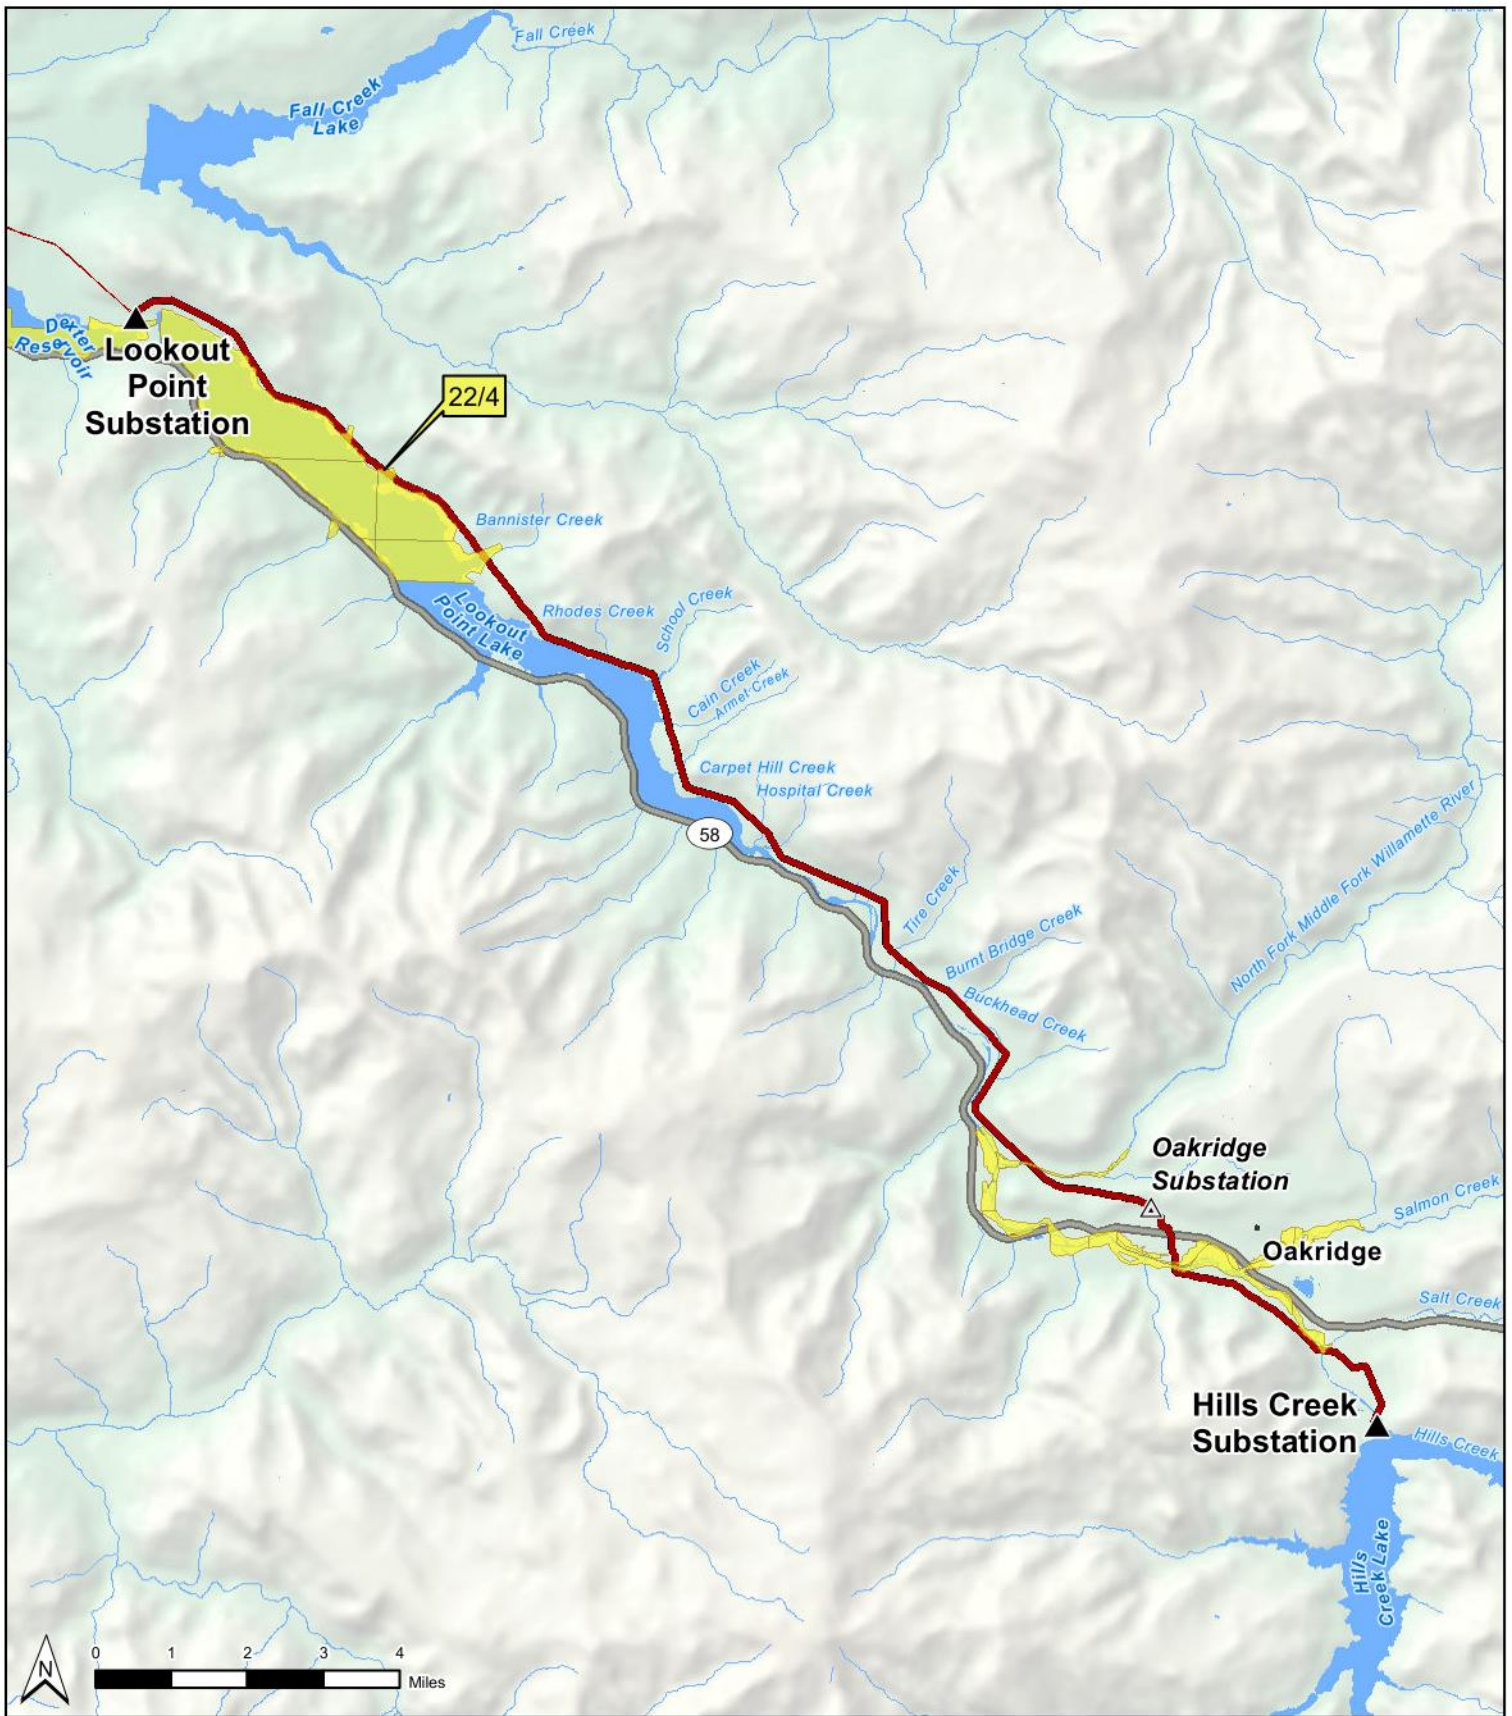 Fall Creek
Fall Creek
Lake
Dexter
Reservoir
Lookout
Point
Substation
22/4
Bannister Creek
Lookout
Point Lake
Rhodes Creek
School Creek
Cain Creek
Armet Creek
Carpet Hill Creek
Hospital Creek
58
Tire Creek
Burnt Bridge Creek
Buckhead Creek
North Fork Middle Fork Willamette River
Oakridge
Substation
Salmon Creek
Oakridge
Salt Creek
Hills Creek
Substation
Hills Creek
Hills
Creek Lake
N
0 1 2 3 4
Miles